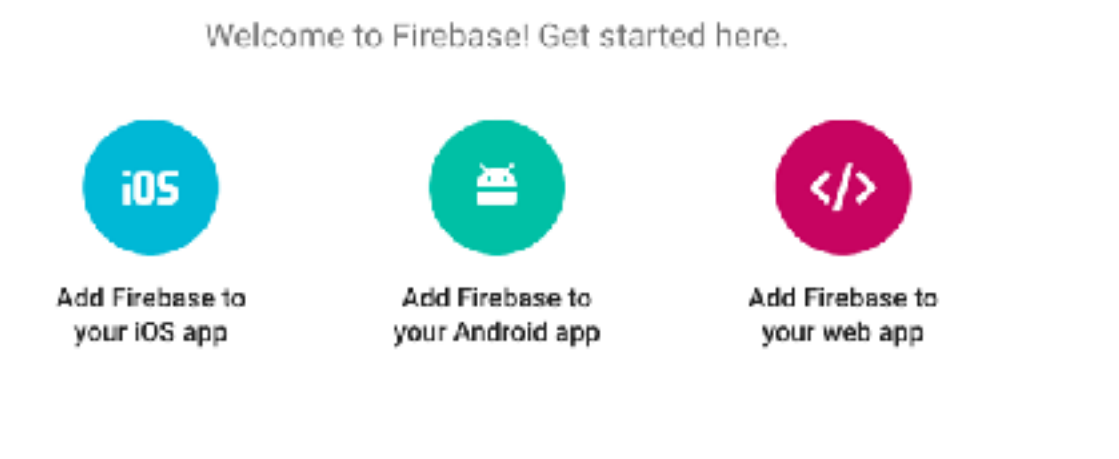 Welcome to Firebase! Get started here.
iOS
</>
Add Firebase to
your iOS app
Add Firebase to
your Android app
Add Firebase to
your web app